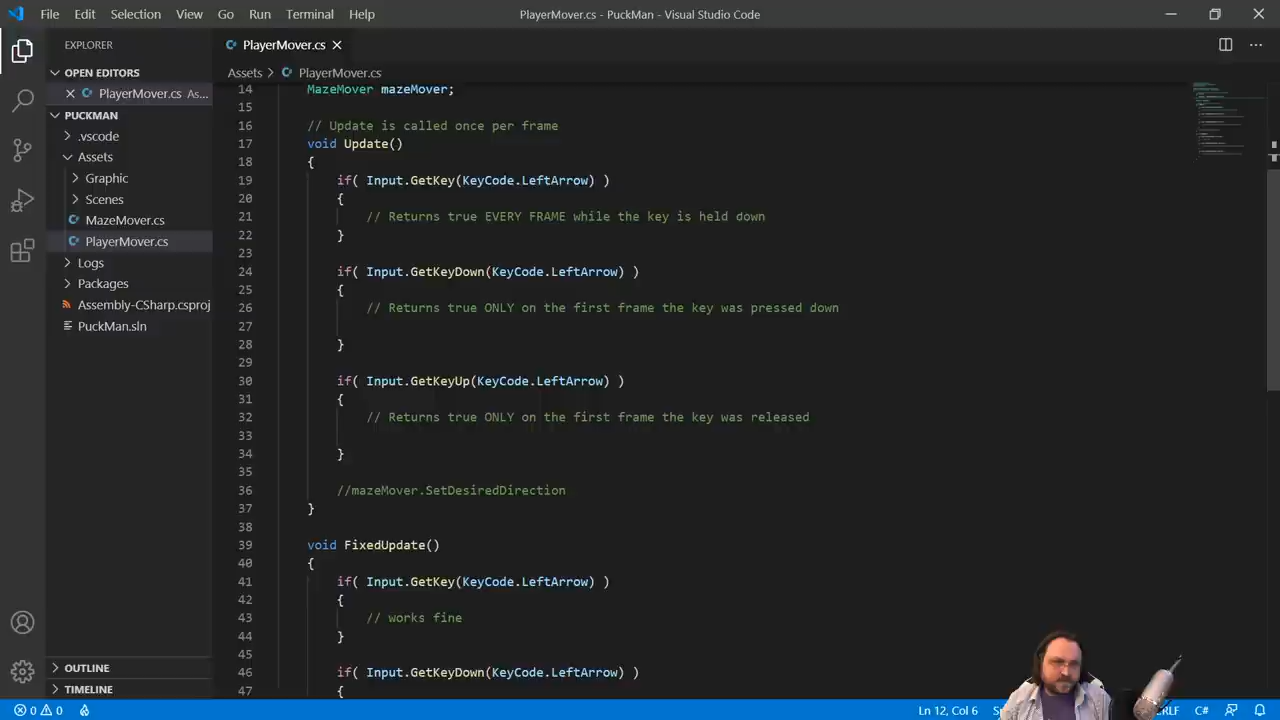 File Edit Selection View Go Run Terminal Help
PlayerMover.cs - PuckMan - Visual Studio Code
EXPLORER
OPEN EDITORS
PlayerMover.cs As...
PUCKMAN
.vscode
Assets
Graphic
Scenes
MazeMover.cs
PlayerMover.cs
Logs
Packages
Assembly-CSharp.csproj
PuckMan.sln
OUTLINE
TIMELINE
PlayerMover.cs
Assets PlayerMover.cs
14 MazeMover mazeMover;
15
16 // Update is called once per frame
17 void Update()
18 {
19 if( Input.GetKey(KeyCode.LeftArrow) )
20 {
21 // Returns true EVERY FRAME while the key is held down
22 }
23
24 if( Input.GetKeyDown(KeyCode.LeftArrow) )
25 {
26 // Returns true ONLY on the first frame the key was pressed down
27
28 }
29
30 if( Input.GetKeyUp(KeyCode.LeftArrow) )
31 {
32 // Returns true ONLY on the first frame the key was released
33
34 }
35
36 //mazeMover.SetDesiredDirection
37 }
38
39 void FixedUpdate()
40 {
41 if( Input.GetKey(KeyCode.LeftArrow) )
42 {
43 // works fine
44 }
45
46 if( Input.GetKeyDown(KeyCode.LeftArrow) )
47 {
0 0 Ln 12, Col 6 C#